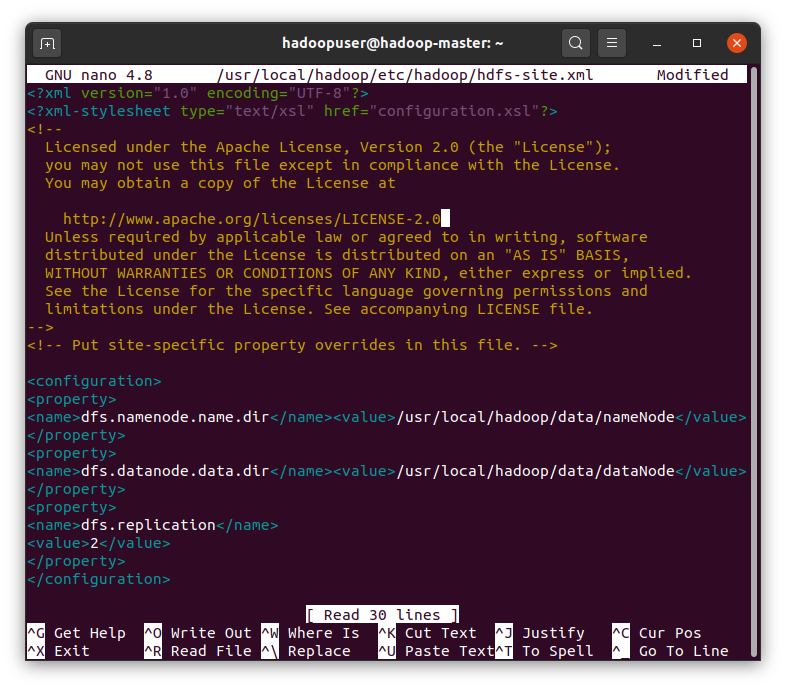 hadoopuser@hadoop-master: ~
GNU nano 4.8 /usr/local/hadoop/etc/hadoop/hdfs-site.xml Modified
<?xml version="1.0" encoding="UTF-8"?>
<?xml-stylesheet type="text/xsl" href="configuration.xsl"?>
<!--
  Licensed under the Apache License, Version 2.0 (the "License");
  you may not use this file except in compliance with the License.
  You may obtain a copy of the License at

    http://www.apache.org/licenses/LICENSE-2.0
  Unless required by applicable law or agreed to in writing, software
  distributed under the License is distributed on an "AS IS" BASIS,
  WITHOUT WARRANTIES OR CONDITIONS OF ANY KIND, either express or implied.
  See the License for the specific language governing permissions and
  limitations under the License. See accompanying LICENSE file.
-->
<!-- Put site-specific property overrides in this file. -->

<configuration>
<property>
<name>dfs.namenode.name.dir</name><value>/usr/local/hadoop/data/nameNode</value>
</property>
<property>
<name>dfs.datanode.data.dir</name><value>/usr/local/hadoop/data/dataNode</value>
</property>
<property>
<name>dfs.replication</name>
<value>2</value>
</property>
</configuration>

[ Read 30 lines ]
^G Get Help ^O Write Out ^W Where Is ^K Cut Text ^J Justify ^C Cur Pos
^X Exit ^R Read File ^\ Replace ^U Paste Text ^T To Spell ^_ Go To Line